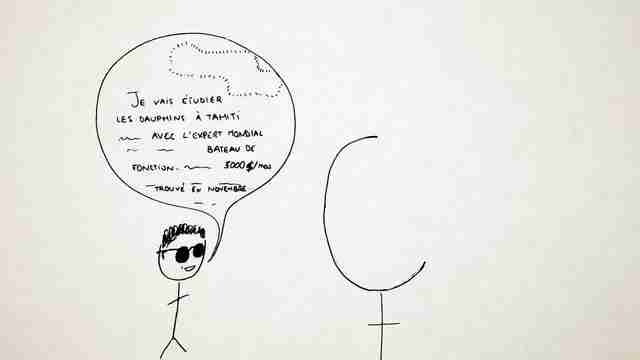 JE VAIS ÉTUDIER
LES DAUPHINS À TAHITI
AVEC L'EXPERT MONDIAL
BATEAU DE
FONCTION. 3000$/mois
TROUVÉ EN NOVEMBRE